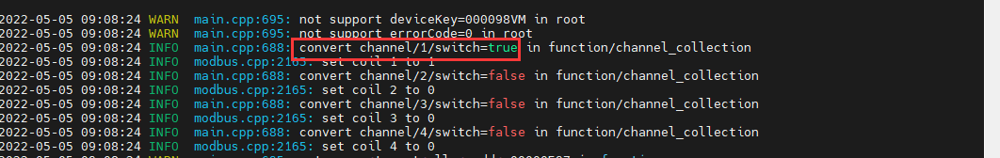 2022-05-05 09:08:24 WARN main.cpp:695: not support deviceKey=000098VM in root
2022-05-05 09:08:24 WARN main.cpp:695: not support errorCode=0 in root
2022-05-05 09:08:24 INFO main.cpp:688: convert channel/1/switch=true in function/channel_collection
2022-05-05 09:08:24 INFO modbus.cpp:2165: set coil 1 to 1
2022-05-05 09:08:24 INFO main.cpp:688: convert channel/2/switch=false in function/channel_collection
2022-05-05 09:08:24 INFO modbus.cpp:2165: set coil 2 to 0
2022-05-05 09:08:24 INFO main.cpp:688: convert channel/3/switch=false in function/channel_collection
2022-05-05 09:08:24 INFO modbus.cpp:2165: set coil 3 to 0
2022-05-05 09:08:24 INFO main.cpp:688: convert channel/4/switch=false in function/channel_collection
2022-05-05 09:08:24 INFO modbus.cpp:2165: set coil 4 to 0